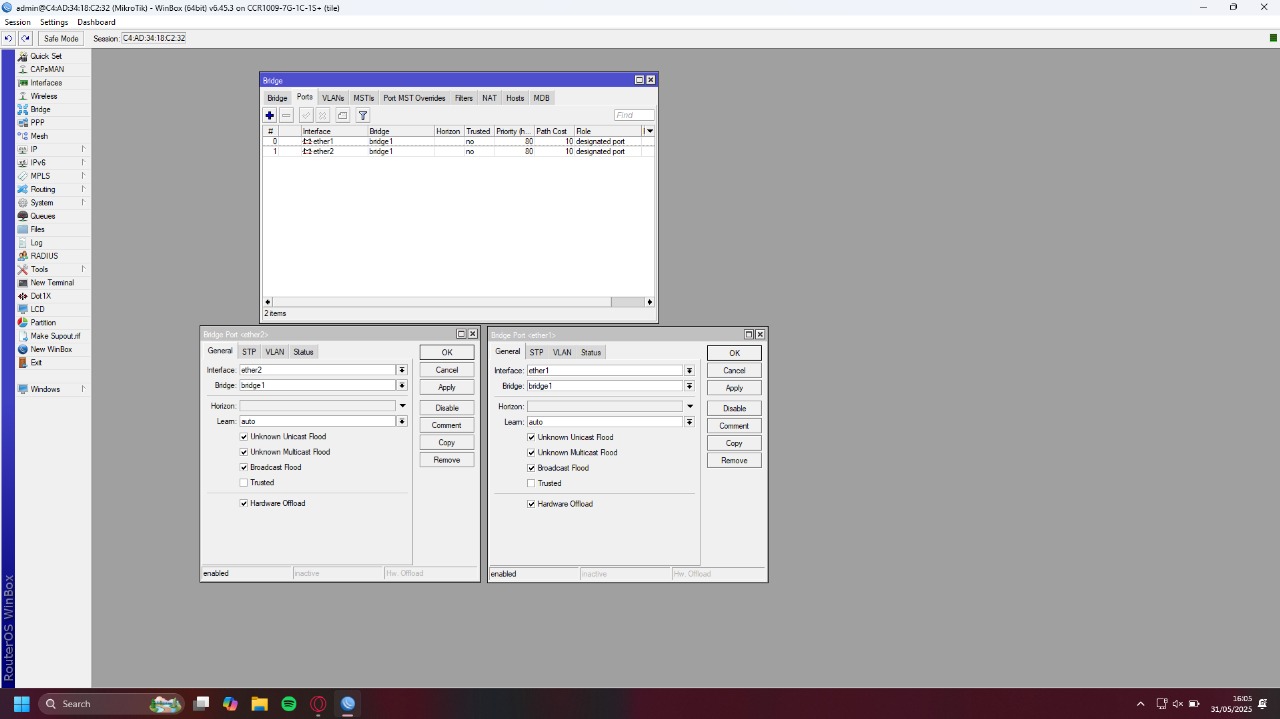 admin@C4:AD:34:18:C2:32 (MikroTik) - WinBox (64bit) v6.45.3 on CCR1009-7G-1C-1S+ (tile)
Session Settings Dashboard
Safe Mode Session: C4:AD:34:18:C2:32
Quick Set
CAPsMAN
Interfaces
Wireless
Bridge
PPP
Mesh
IP
IPv6
MPLS
Routing
System
Queues
Files
Log
RADIUS
Tools
New Terminal
Dot1X
LCD
Partition
Make Supout.rif
New WinBox
Exit
Windows
RouterOS WinBox
Bridge
Bridge Ports VLANs MSTIs Port MST Overrides Filters NAT Hosts MDB
Find
# Interface Bridge Horizon Trusted Priority (h... Path Cost Role
0 ether1 bridge1 no 80 10 designated port
1 ether2 bridge1 no 80 10 designated port
2 items
Bridge Port <ether2>
General STP VLAN Status
Interface: ether2
Bridge: bridge1
Horizon:
Learn: auto
Unknown Unicast Flood
Unknown Multicast Flood
Broadcast Flood
Trusted
Hardware Offload
OK
Cancel
Apply
Disable
Comment
Copy
Remove
enabled inactive Hw. Offload
Bridge Port <ether1>
General STP VLAN Status
Interface: ether1
Bridge: bridge1
Horizon:
Learn: auto
Unknown Unicast Flood
Unknown Multicast Flood
Broadcast Flood
Trusted
Hardware Offload
OK
Cancel
Apply
Disable
Comment
Copy
Remove
enabled inactive Hw. Offload
Search
16:05
31/05/2025